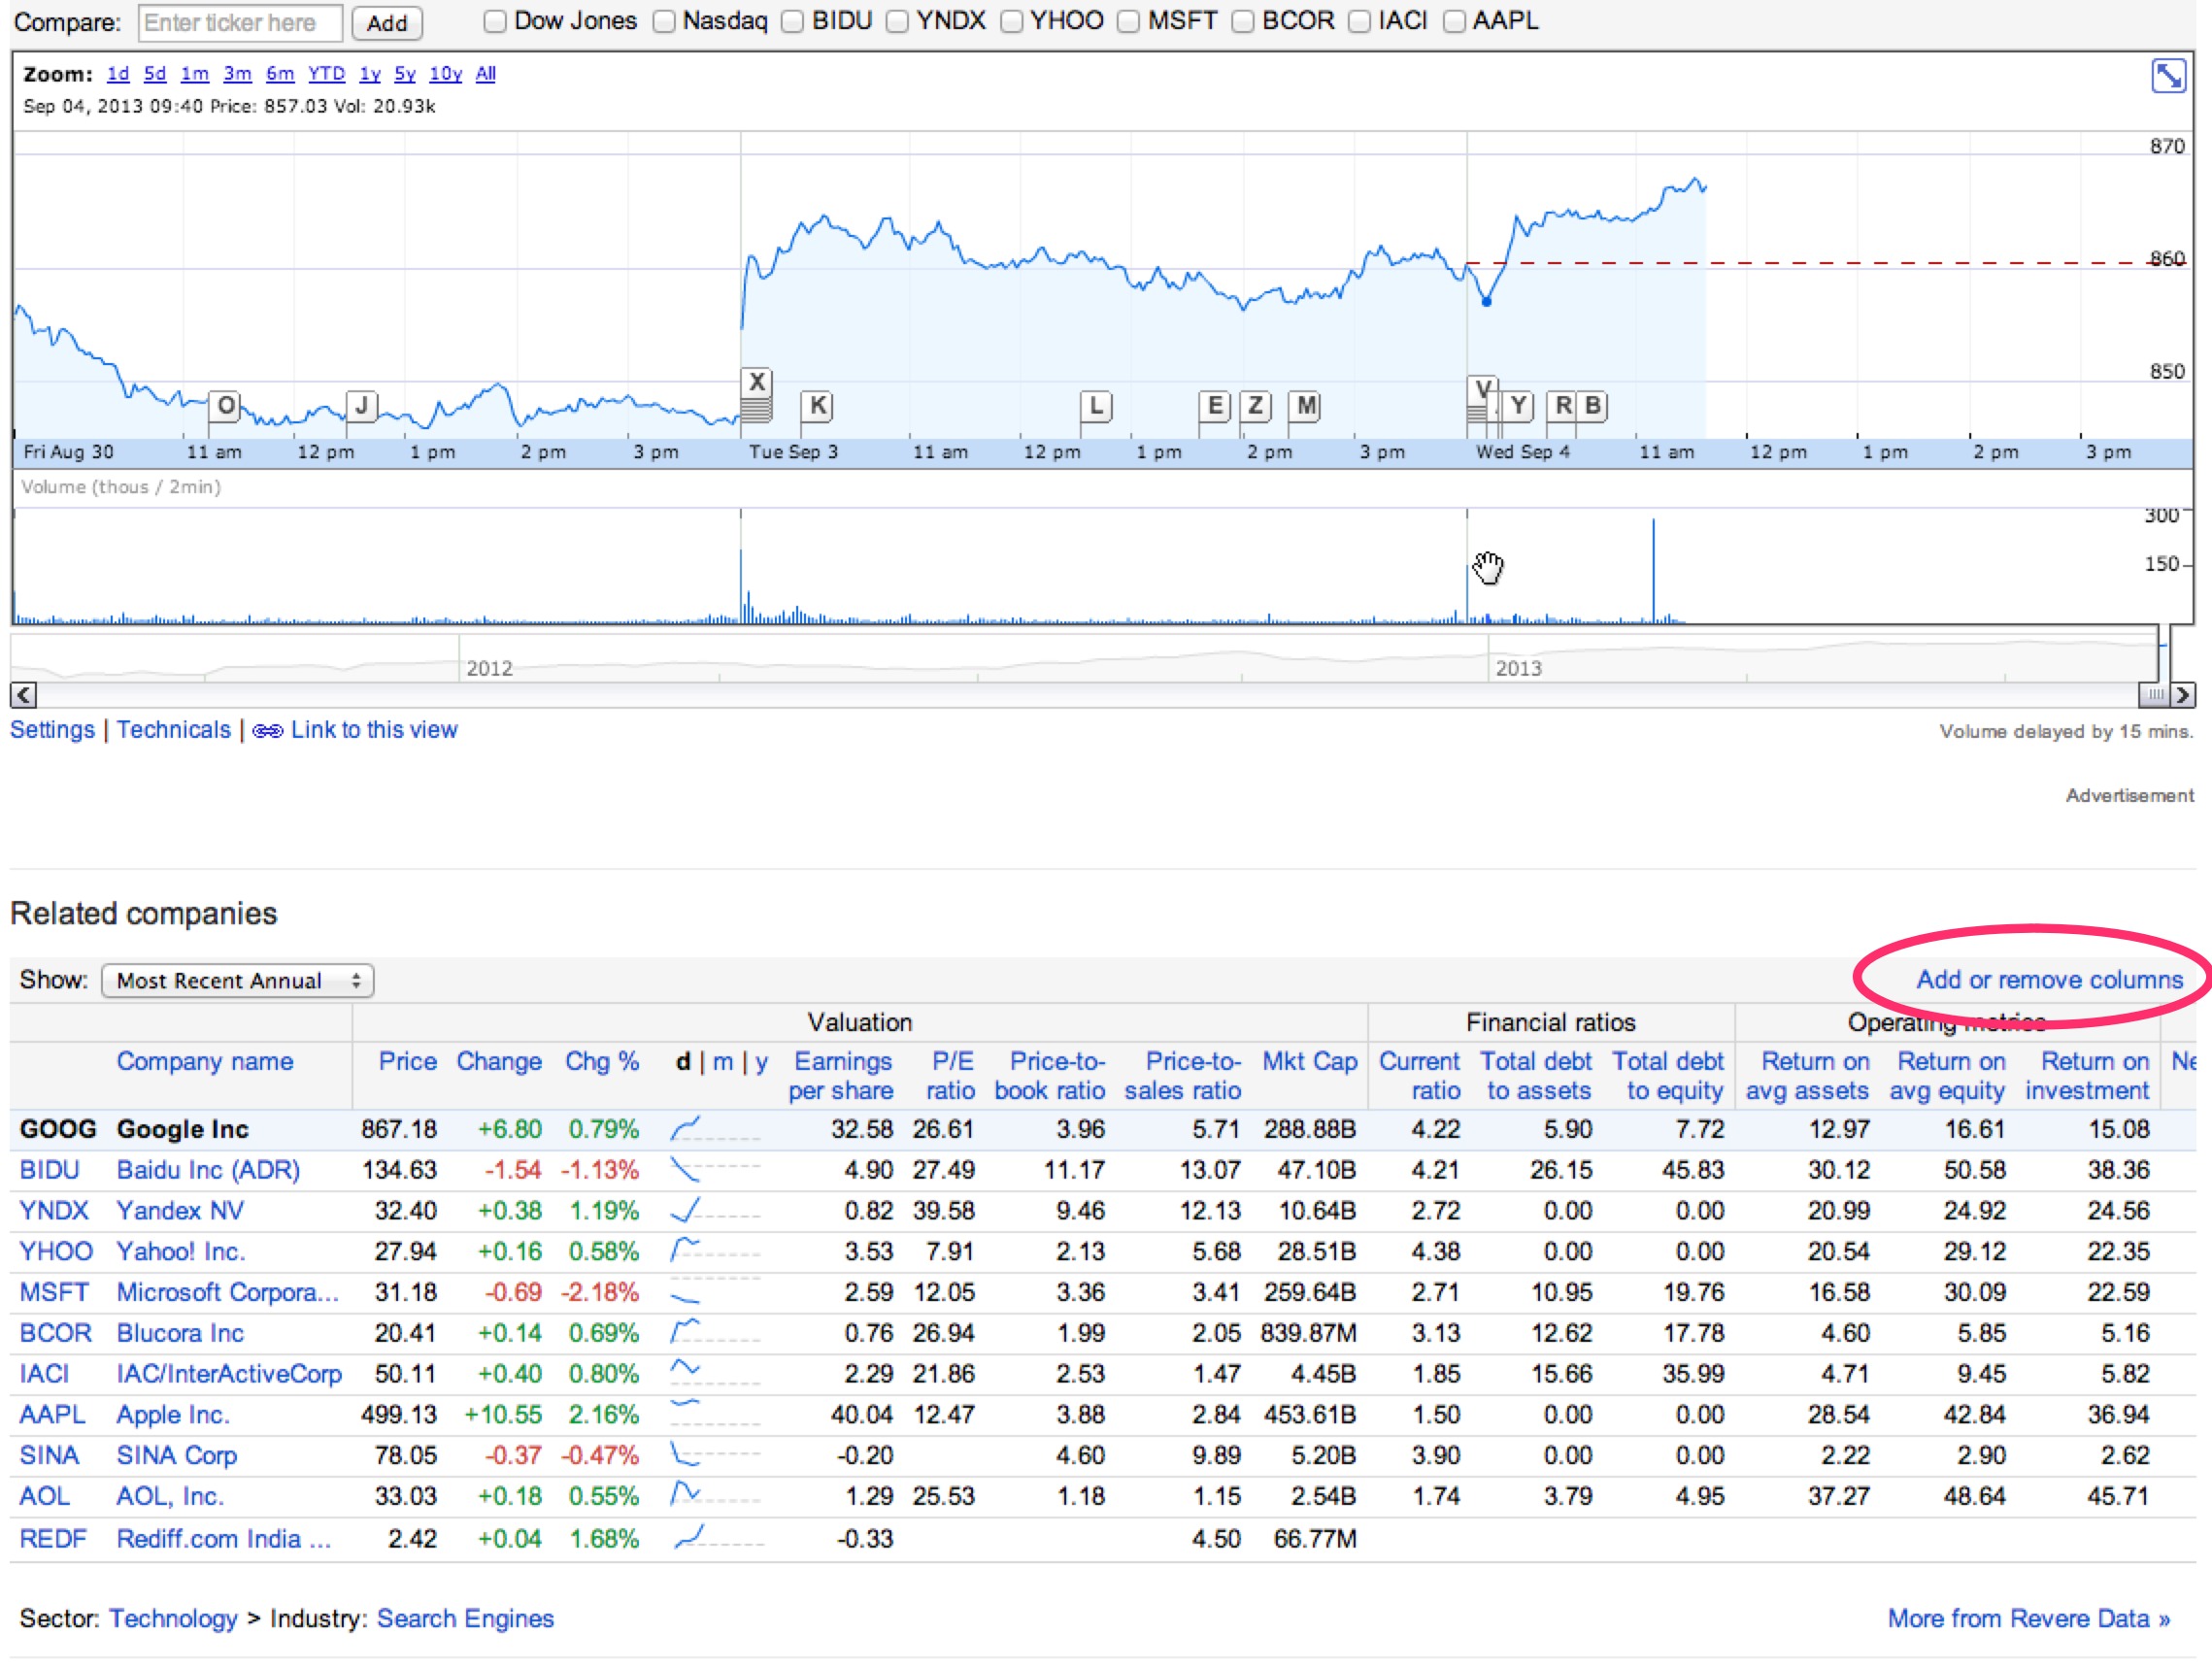 Compare: Enter ticker here Add Dow Jones Nasdaq BIDU YNDX YHOO MSFT BCOR IACI AAPL
Zoom: 1d 5d 1m 3m 6m YTD 1y 5y 10y All
Sep 04, 2013 09:40 Price: 857.03 Vol: 20.93k
870
860
850
X
V
O J K L E Z M Y R B
Fri Aug 30 11 am 12 pm 1 pm 2 pm 3 pm Tue Sep 3 11 am 12 pm 1 pm 2 pm 3 pm Wed Sep 4 11 am 12 pm 1 pm 2 pm 3 pm
Volume (thous / 2min)
300
150
2012 2013
Settings | Technicals | Link to this view Volume delayed by 15 mins.
Advertisement
Related companies
Show: Most Recent Annual Add or remove columns
Valuation Financial ratios Operating metrics
Company name Price Change Chg % d | m | y Earnings P/E Price-to- Price-to- Mkt Cap Current Total debt Total debt Return on Return on Return on Ne
per share ratio book ratio sales ratio ratio to assets to equity avg assets avg equity investment
GOOG Google Inc 867.18 +6.80 0.79% 32.58 26.61 3.96 5.71 288.88B 4.22 5.90 7.72 12.97 16.61 15.08
BIDU Baidu Inc (ADR) 134.63 -1.54 -1.13% 4.90 27.49 11.17 13.07 47.10B 4.21 26.15 45.83 30.12 50.58 38.36
YNDX Yandex NV 32.40 +0.38 1.19% 0.82 39.58 9.46 12.13 10.64B 2.72 0.00 0.00 20.99 24.92 24.56
YHOO Yahoo! Inc. 27.94 +0.16 0.58% 3.53 7.91 2.13 5.68 28.51B 4.38 0.00 0.00 20.54 29.12 22.35
MSFT Microsoft Corpora... 31.18 -0.69 -2.18% 2.59 12.05 3.36 3.41 259.64B 2.71 10.95 19.76 16.58 30.09 22.59
BCOR Blucora Inc 20.41 +0.14 0.69% 0.76 26.94 1.99 2.05 839.87M 3.13 12.62 17.78 4.60 5.85 5.16
IACI IAC/InterActiveCorp 50.11 +0.40 0.80% 2.29 21.86 2.53 1.47 4.45B 1.85 15.66 35.99 4.71 9.45 5.82
AAPL Apple Inc. 499.13 +10.55 2.16% 40.04 12.47 3.88 2.84 453.61B 1.50 0.00 0.00 28.54 42.84 36.94
SINA SINA Corp 78.05 -0.37 -0.47% -0.20 4.60 9.89 5.20B 3.90 0.00 0.00 2.22 2.90 2.62
AOL AOL, Inc. 33.03 +0.18 0.55% 1.29 25.53 1.18 1.15 2.54B 1.74 3.79 4.95 37.27 48.64 45.71
REDF Rediff.com India ... 2.42 +0.04 1.68% -0.33 4.50 66.77M
Sector: Technology > Industry: Search Engines More from Revere Data »